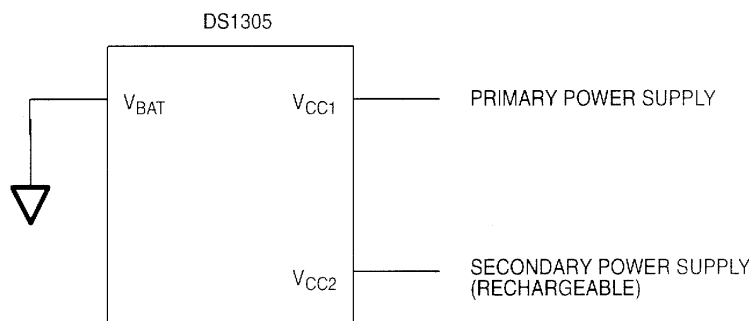 DS1305
VBAT
VCC1
PRIMARY POWER SUPPLY
VCC2
SECONDARY POWER SUPPLY
(RECHARGEABLE)